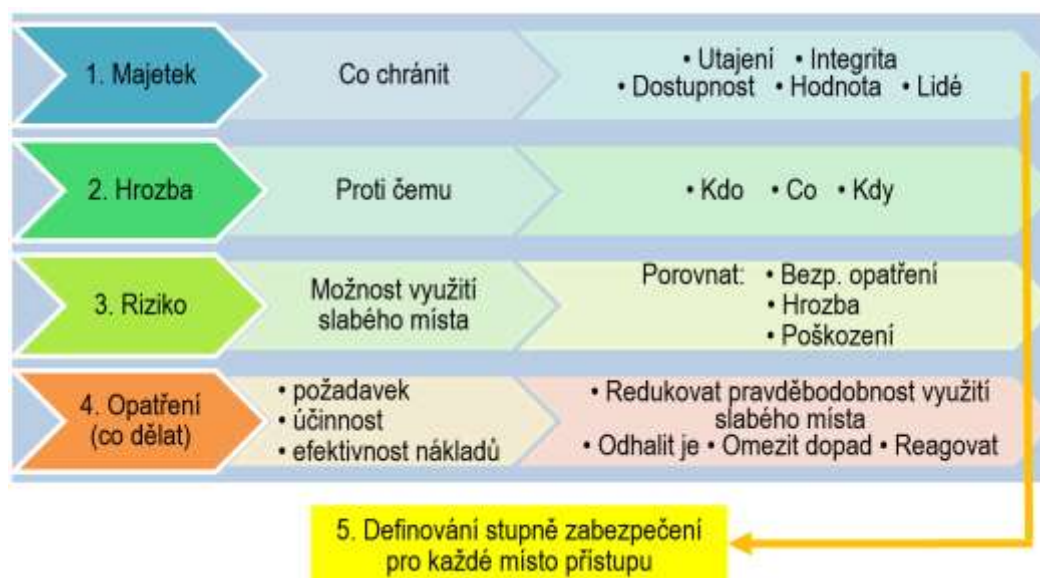 1. Majetek
Co chránit
• Utajení • Integrita
• Dostupnost • Hodnota • Lidé
2. Hrozba
Proti čemu
• Kdo • Co • Kdy
3. Riziko
Možnost využití
slabého místa
Porovnat: • Bezp. opatření
• Hrozba
• Poškození
4. Opatření
(co dělat)
• požadavek
• účinnost
• efektivnost nákladů
• Redukovat pravděbodobnost využití
slabého místa
• Odhalit je • Omezit dopad • Reagovat
5. Definování stupně zabezpečení
pro každé místo přístupu